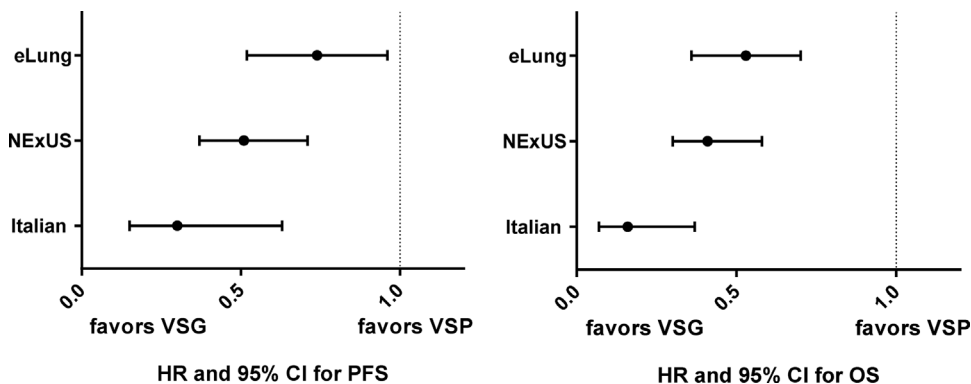 eLung
NExUS
Italian
0.0
0.5
1.0
favors VSG
favors VSP
HR and 95% CI for PFS
eLung
NExUS
Italian
0.0
0.5
1.0
favors VSG
favors VSP
HR and 95% CI for OS